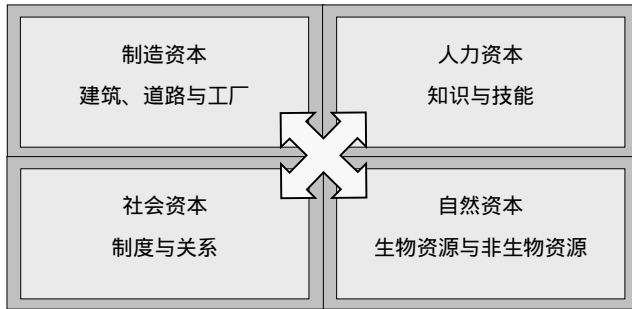 制造资本
建筑、道路与工厂
人力资本
知识与技能
社会资本
制度与关系
自然资本
生物资源与非生物资源